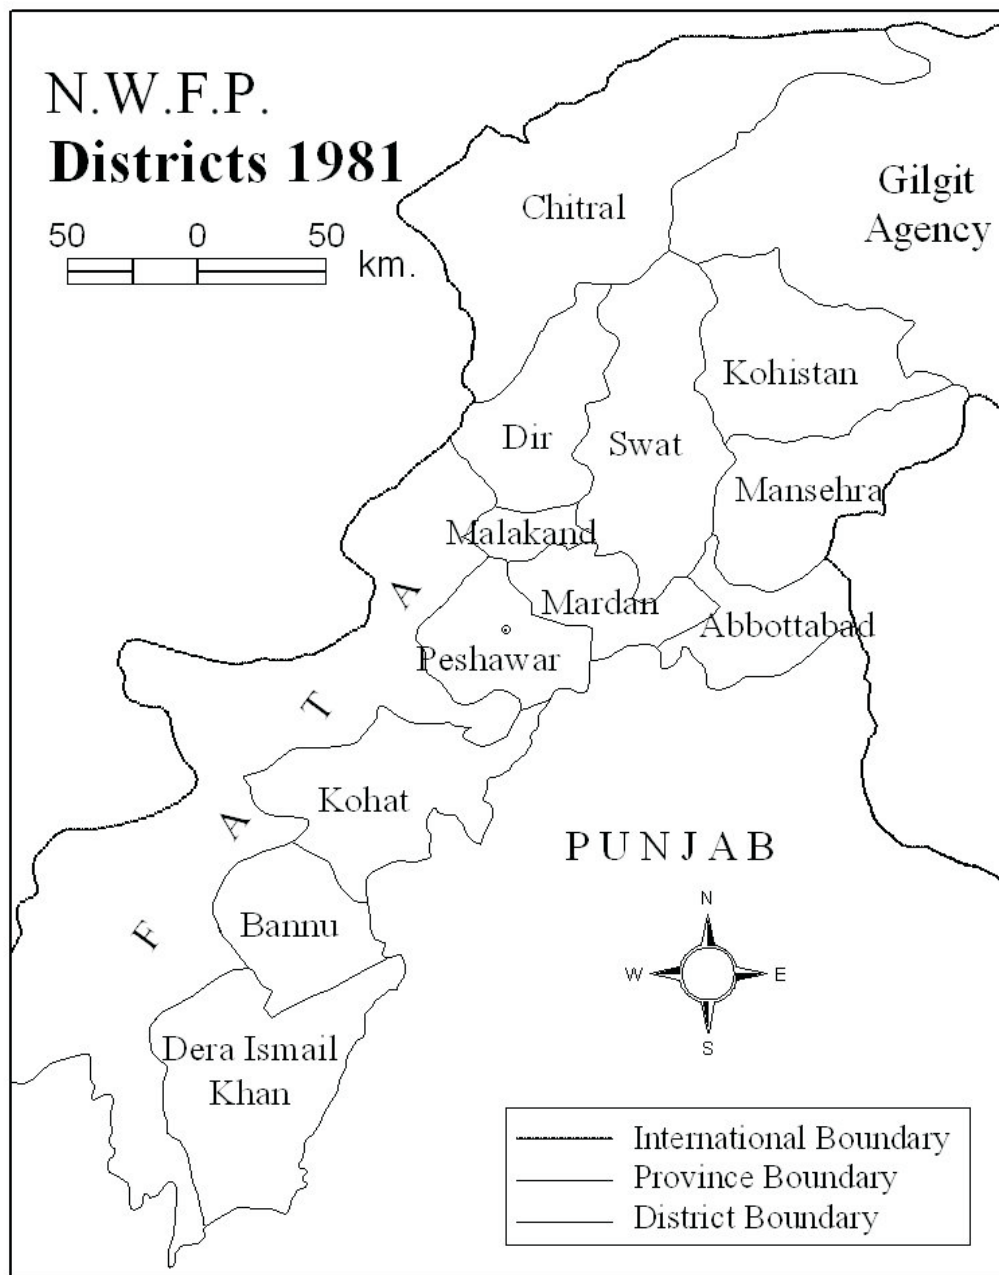 N.W.F.P.
Districts 1981
50 0 50
km.
Chitral
Gilgit
Agency
Kohistan
Dir
Swat
Mansehra
Malakand
Mardan
Abbottabad
Peshawar
F A T A
Kohat
PUNJAB
Bannu
N
W E
S
Dera Ismail
Khan
International Boundary
Province Boundary
District Boundary